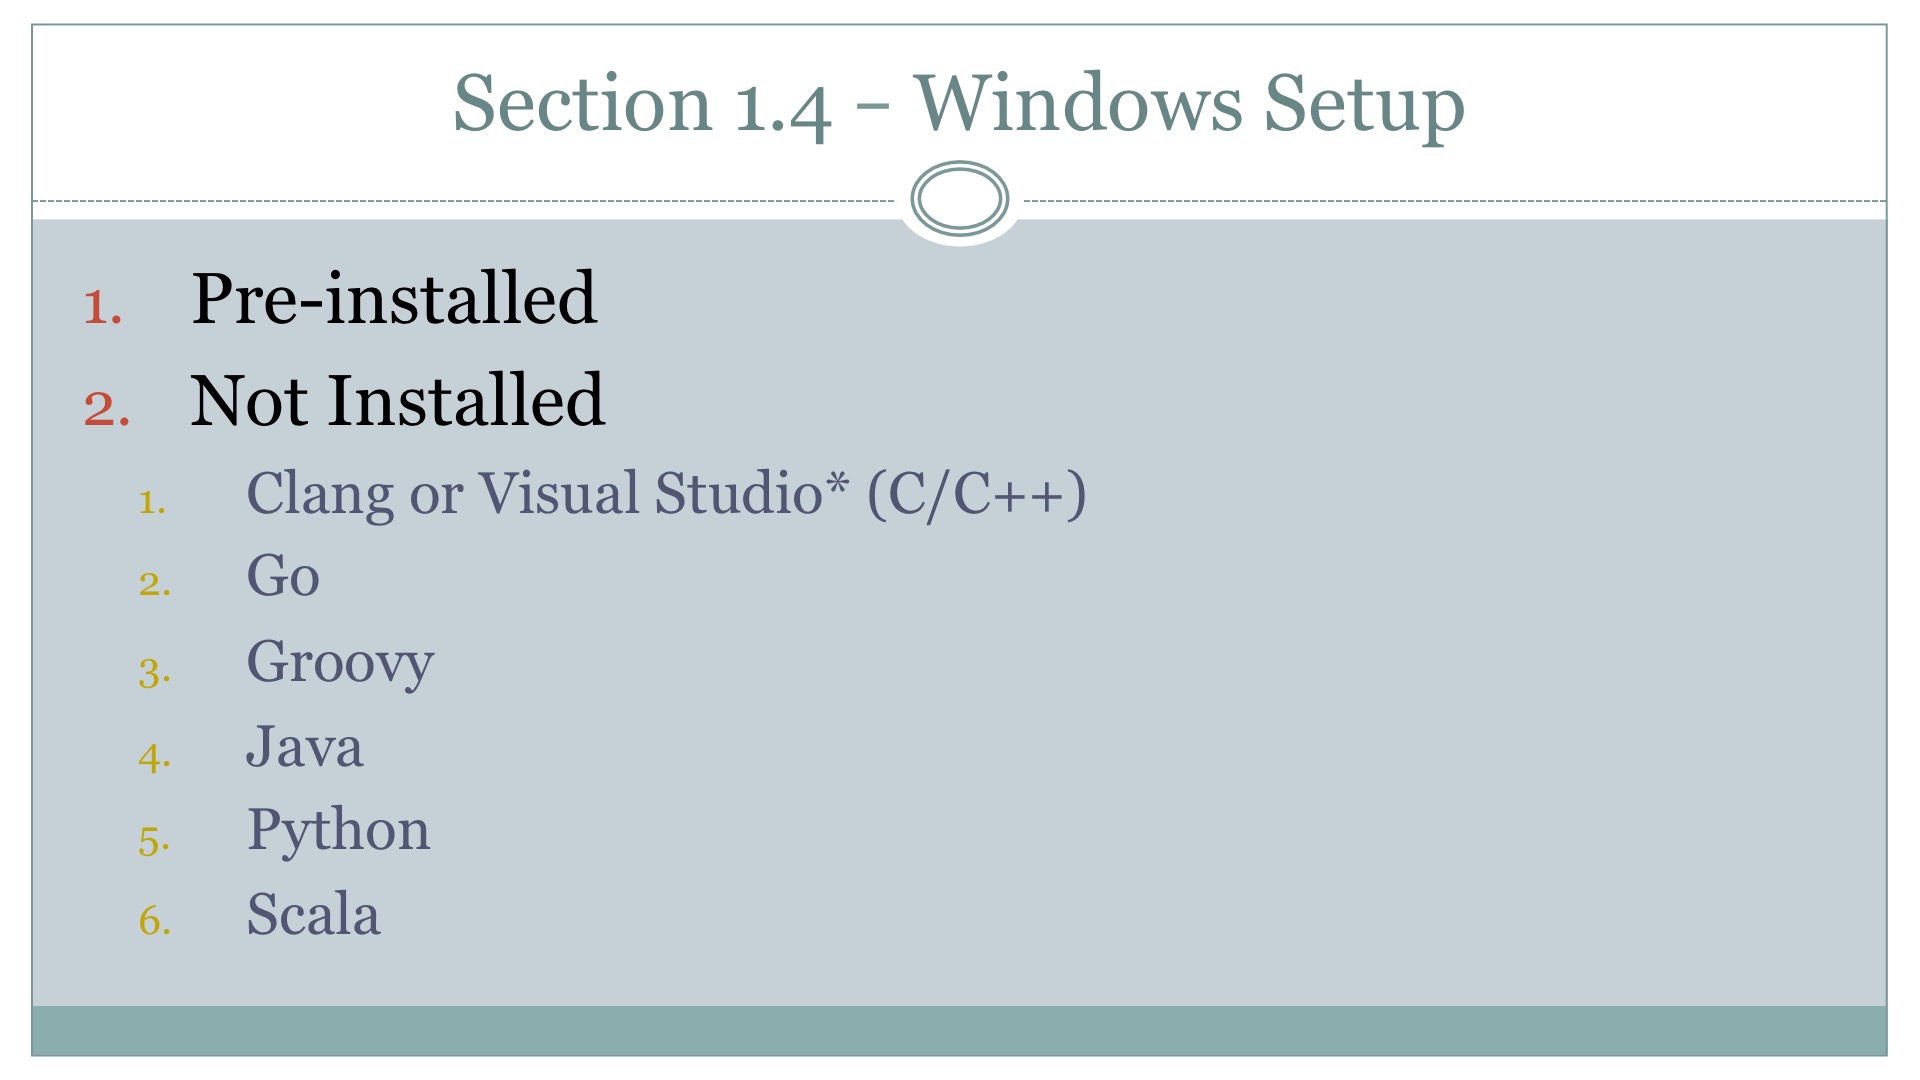 Section 1.4 – Windows Setup
1. Pre-installed
2. Not Installed
1. Clang or Visual Studio* (C/C++)
2. Go
3. Groovy
4. Java
5. Python
6. Scala